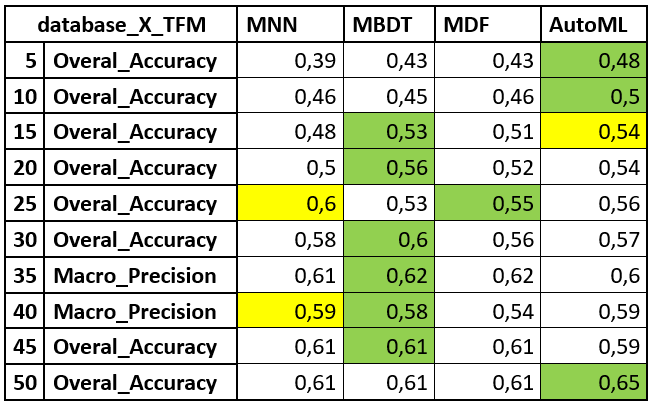 database_X_TFM MNN MBDT MDF AutoML
5 Overal_Accuracy 0,39 0,43 0,43 0,48
10 Overal_Accuracy 0,46 0,45 0,46 0,5
15 Overal_Accuracy 0,48 0,53 0,51 0,54
20 Overal_Accuracy 0,5 0,56 0,52 0,54
25 Overal_Accuracy 0,6 0,53 0,55 0,56
30 Overal_Accuracy 0,58 0,6 0,56 0,57
35 Macro_Precision 0,61 0,62 0,62 0,6
40 Macro_Precision 0,59 0,58 0,54 0,59
45 Overal_Accuracy 0,61 0,61 0,61 0,59
50 Overal_Accuracy 0,61 0,61 0,61 0,65